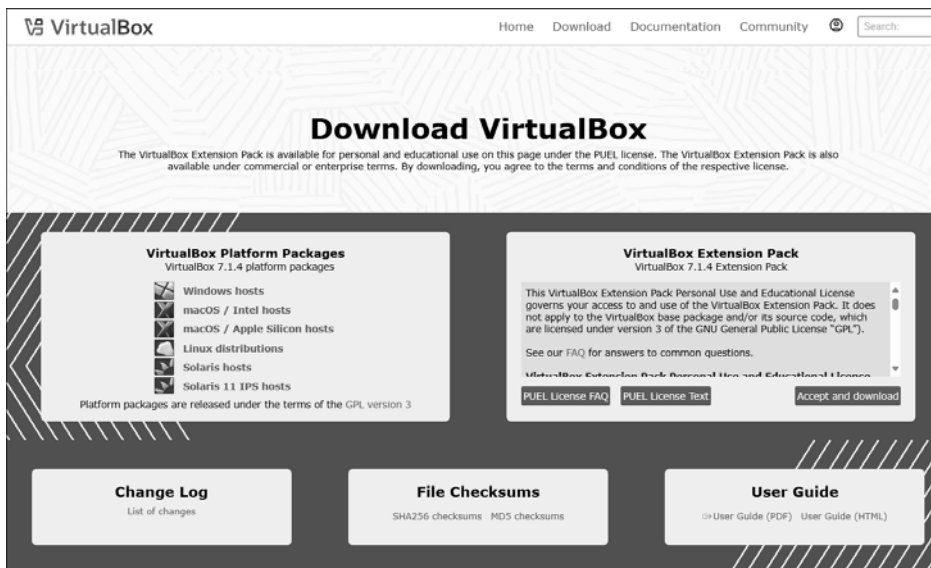 VirtualBox
Home Download Documentation Community Search:
Download VirtualBox
The VirtualBox Extension Pack is available for personal and educational use on this page under the PUEL license. The VirtualBox Extension Pack is also
available under commercial or enterprise terms. By downloading, you agree to the terms and conditions of the respective license.
VirtualBox Platform Packages
VirtualBox 7.1.4 platform packages
Windows hosts
macOS / Intel hosts
macOS / Apple Silicon hosts
Linux distributions
Solaris hosts
Solaris 11 IPS hosts
Platform packages are released under the terms of the GPL version 3
VirtualBox Extension Pack
VirtualBox 7.1.4 Extension Pack
This VirtualBox Extension Pack Personal Use and Educational License
governs your access to and use of the VirtualBox Extension Pack. It does
not apply to the VirtualBox base package and/or its source code, which
are licensed under version 3 of the GNU General Public License "GPL").
See our FAQ for answers to common questions.
VirtualBox Extension Pack Personal Use and Educational License
PUEL License FAQ PUEL License Text Accept and download
Change Log
List of changes
File Checksums
SHA256 checksums MD5 checksums
User Guide
User Guide (PDF) User Guide (HTML)